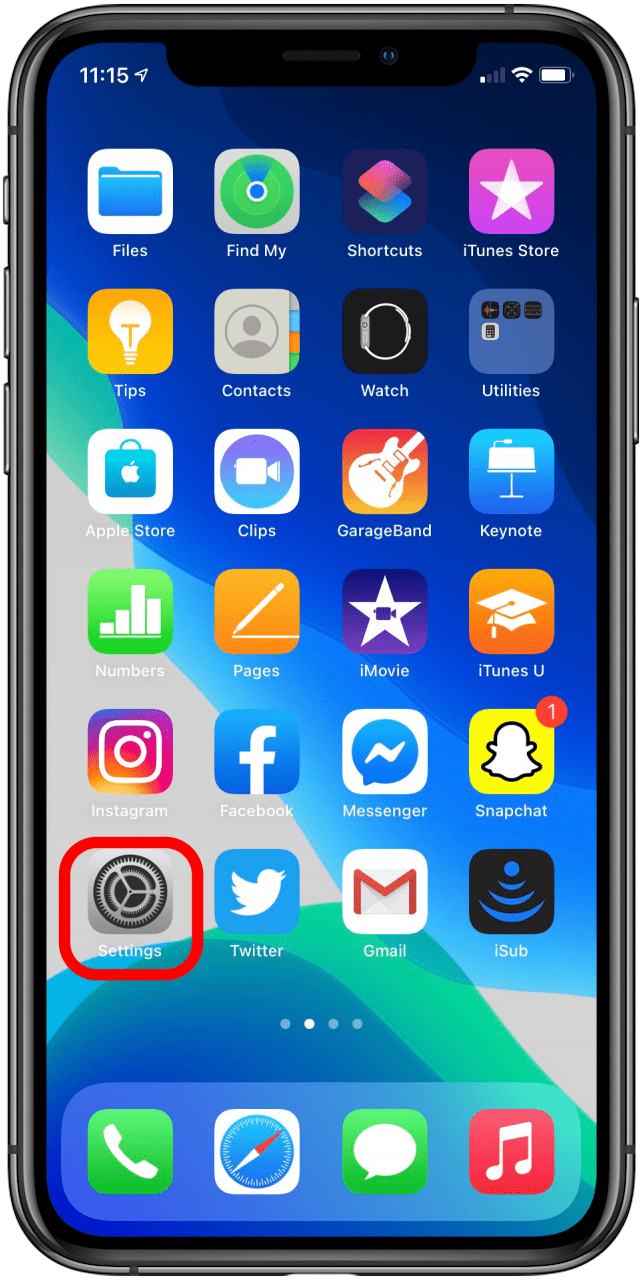 11:15
Files Find My Shortcuts iTunes Store
Tips Contacts Watch Utilities
Apple Store Clips GarageBand Keynote
Numbers Pages iMovie iTunes U
1
Instagram Facebook Messenger Snapchat
Settings Twitter Gmail iSub